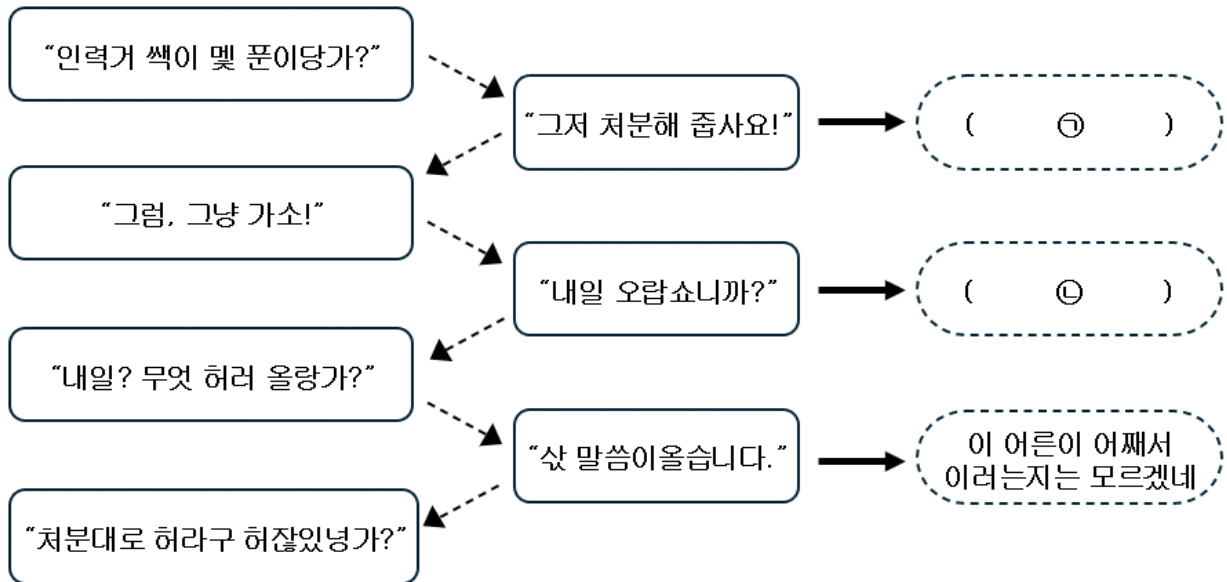 “인력거 쌕이 멫 푼이당가?”
“그저 처분해 줍사요!”
( ㉠ )
“그럼, 그냥 가소!”
“내일 오랍쇼니까?”
( ㉡ )
“내일? 무엇 허러 올랑가?”
“삯 말씀이올습니다.”
이 어른이 어째서
이러는지는 모르겠네
“처분대로 허라구 허잖있넝가?”